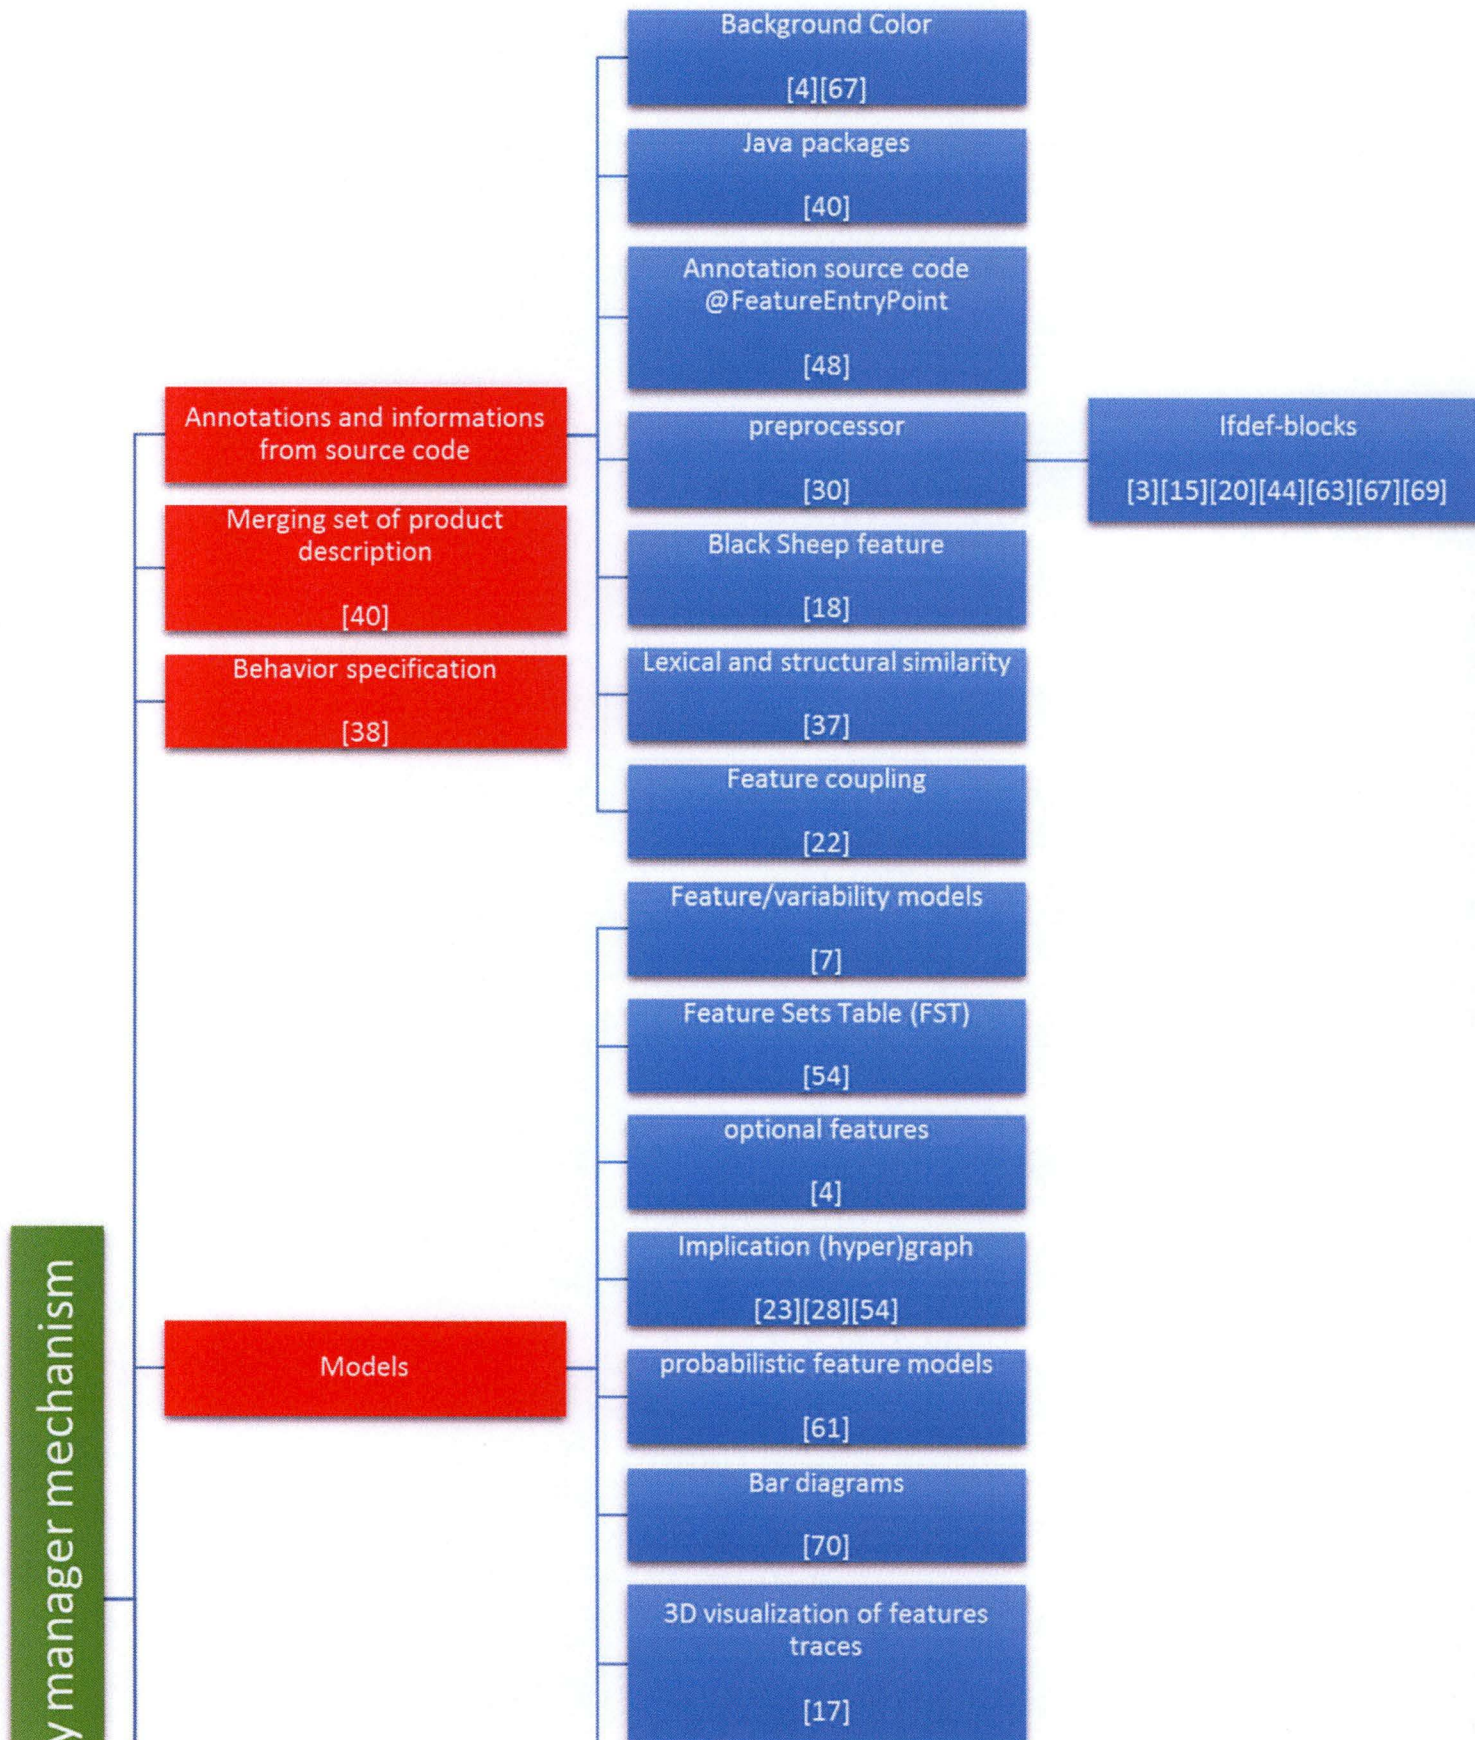 Background Color
[4][67]
Java packages
[40]
Annotation source code
@FeatureEntryPoint
[48]
Annotations and informations
from source code
preprocessor
[30]
Ifdef-blocks
[3][15][20][44][63][67][69]
Merging set of product
description
[40]
Black Sheep feature
[18]
Behavior specification
[38]
Lexical and structural similarity
[37]
Feature coupling
[22]
Feature/variability models
[7]
Feature Sets Table (FST)
[54]
optional features
[4]
Implication (hyper)graph
[23][28][54]
Models
probabilistic feature models
[61]
Bar diagrams
[70]
3D visualization of features
traces
[17]
y manager mechanism